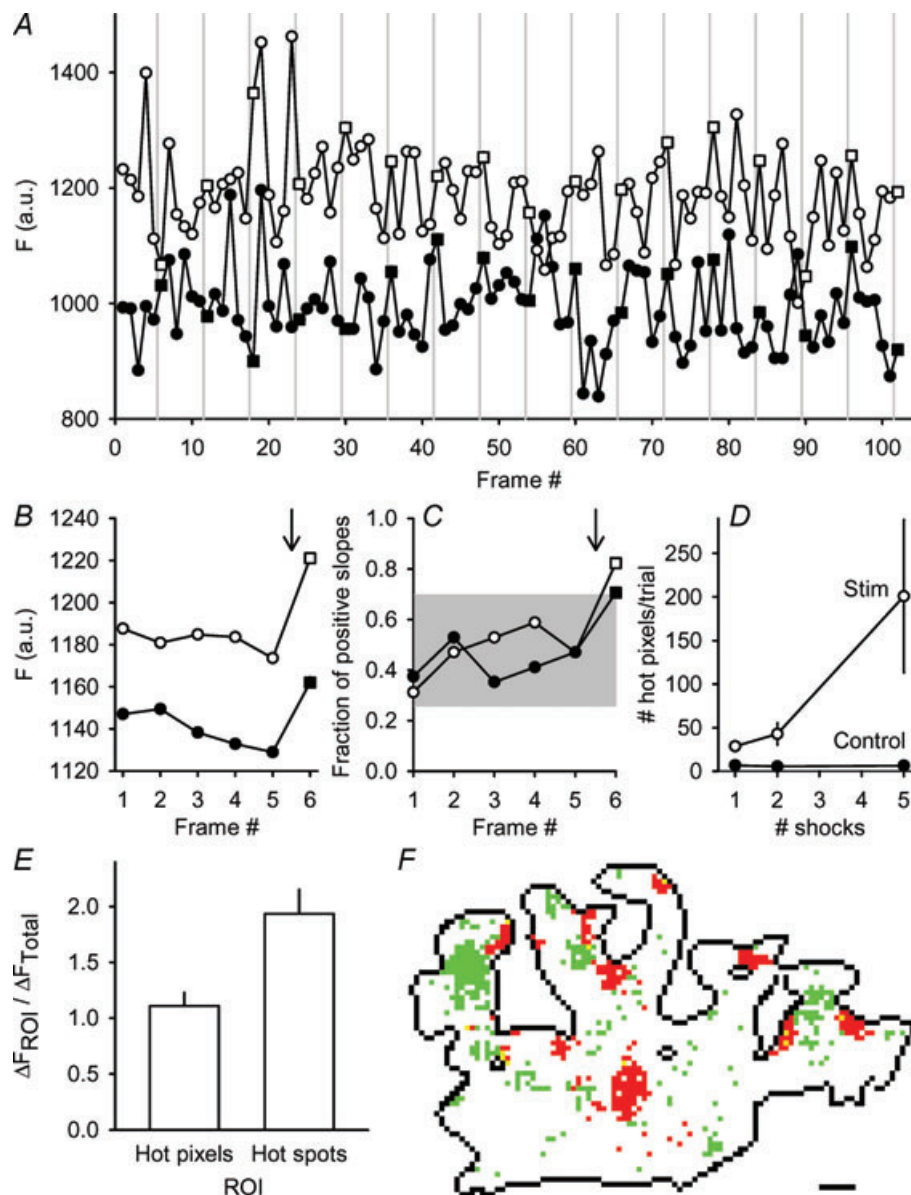 A
F (a.u.)
1400
1200
1000
800
0 10 20 30 40 50 60 70 80 90 100
Frame #
B
F (a.u.)
1240
1220
1200
1180
1160
1140
1120
1 2 3 4 5 6
Frame #
C
Fraction of positive slopes
1.0
0.8
0.6
0.4
0.2
0.0
1 2 3 4 5 6
Frame #
D
# hot pixels/trial
250
200
150
100
50
0
Stim
Control
1 2 3 4 5
# shocks
E
ΔFROI / ΔFTotal
2.0
1.5
1.0
0.5
0.0
Hot pixels Hot spots
ROI
F